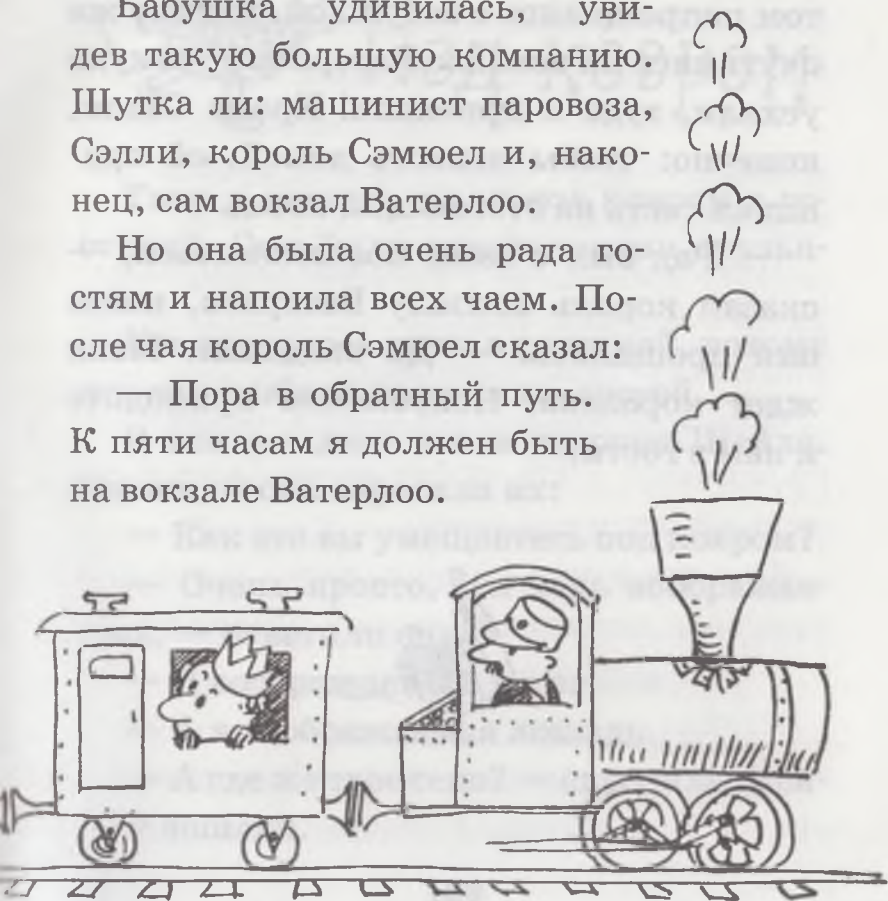 Бабушка удивилась, уви-
дев такую большую компанию.
Шутка ли: машинист паровоза
Сэлли, король Сэмюел и, нако-
нец, сам вокзал Ватерлоо.
Но она была очень рада го-
стям и напоила всех чаем. По-
сле чая король Сэмюел сказал:
— Пора в обратный путь.
К пяти часам я должен быть
на вокзале Ватерлоо.